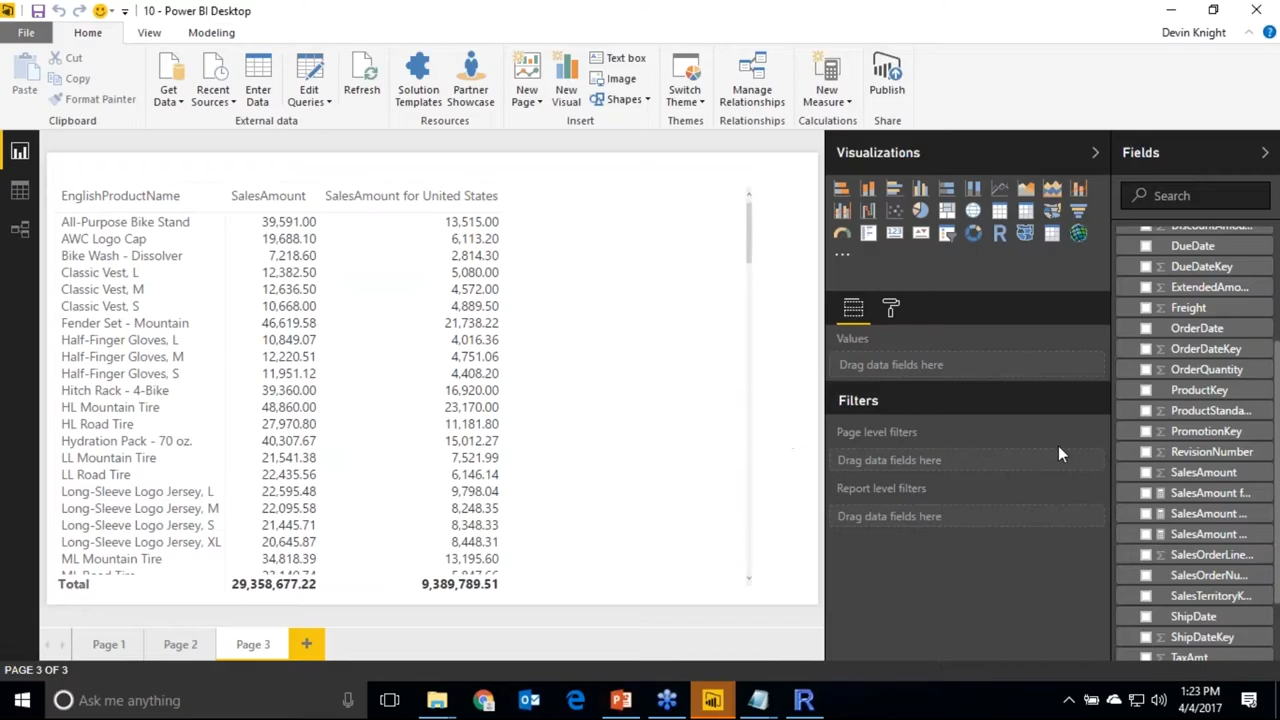 10 - Power BI Desktop
File
Home
View
Modeling
Devin Knight
Paste
Cut
Copy
Format Painter
Clipboard
Get Data
Recent Sources
Enter Data
Edit Queries
Refresh
External data
Solution Templates
Partner Showcase
Resources
New Page
New Visual
Text box
Image
Shapes
Insert
Switch Theme
Themes
Manage Relationships
Relationships
New Measure
Calculations
Publish
Share
EnglishProductName SalesAmount SalesAmount for United States
All-Purpose Bike Stand 39,591.00 13,515.00
AWC Logo Cap 19,688.10 6,113.20
Bike Wash - Dissolver 7,218.60 2,814.30
Classic Vest, L 12,382.50 5,080.00
Classic Vest, M 12,636.50 4,572.00
Classic Vest, S 10,668.00 4,889.50
Fender Set - Mountain 46,619.58 21,738.22
Half-Finger Gloves, L 10,849.07 4,016.36
Half-Finger Gloves, M 12,220.51 4,751.06
Half-Finger Gloves, S 11,951.12 4,408.20
Hitch Rack - 4-Bike 39,360.00 16,920.00
HL Mountain Tire 48,860.00 23,170.00
HL Road Tire 27,970.80 11,181.80
Hydration Pack - 70 oz. 40,307.67 15,012.27
LL Mountain Tire 21,541.38 7,521.99
LL Road Tire 22,435.56 6,146.14
Long-Sleeve Logo Jersey, L 22,595.48 9,798.04
Long-Sleeve Logo Jersey, M 22,095.58 8,248.35
Long-Sleeve Logo Jersey, S 21,445.71 8,348.33
Long-Sleeve Logo Jersey, XL 20,645.87 8,448.31
ML Mountain Tire 34,818.39 13,195.60
Total 29,358,677.22 9,389,789.51
Page 1
Page 2
Page 3
+
PAGE 3 OF 3
Visualizations
R
...
Values
Drag data fields here
Filters
Page level filters
Drag data fields here
Report level filters
Drag data fields here
Fields
Search
DueDate
Σ DueDateKey
Σ ExtendedAmo...
Σ Freight
OrderDate
Σ OrderDateKey
Σ OrderQuantity
Σ ProductKey
Σ ProductStanda...
Σ PromotionKey
Σ RevisionNumber
Σ SalesAmount
SalesAmount f...
SalesAmount ...
SalesAmount ...
Σ SalesOrderLine...
SalesOrderNu...
Σ SalesTerritoryK...
ShipDate
Σ ShipDateKey
Σ TaxAmt
Ask me anything
1:23 PM
4/4/2017